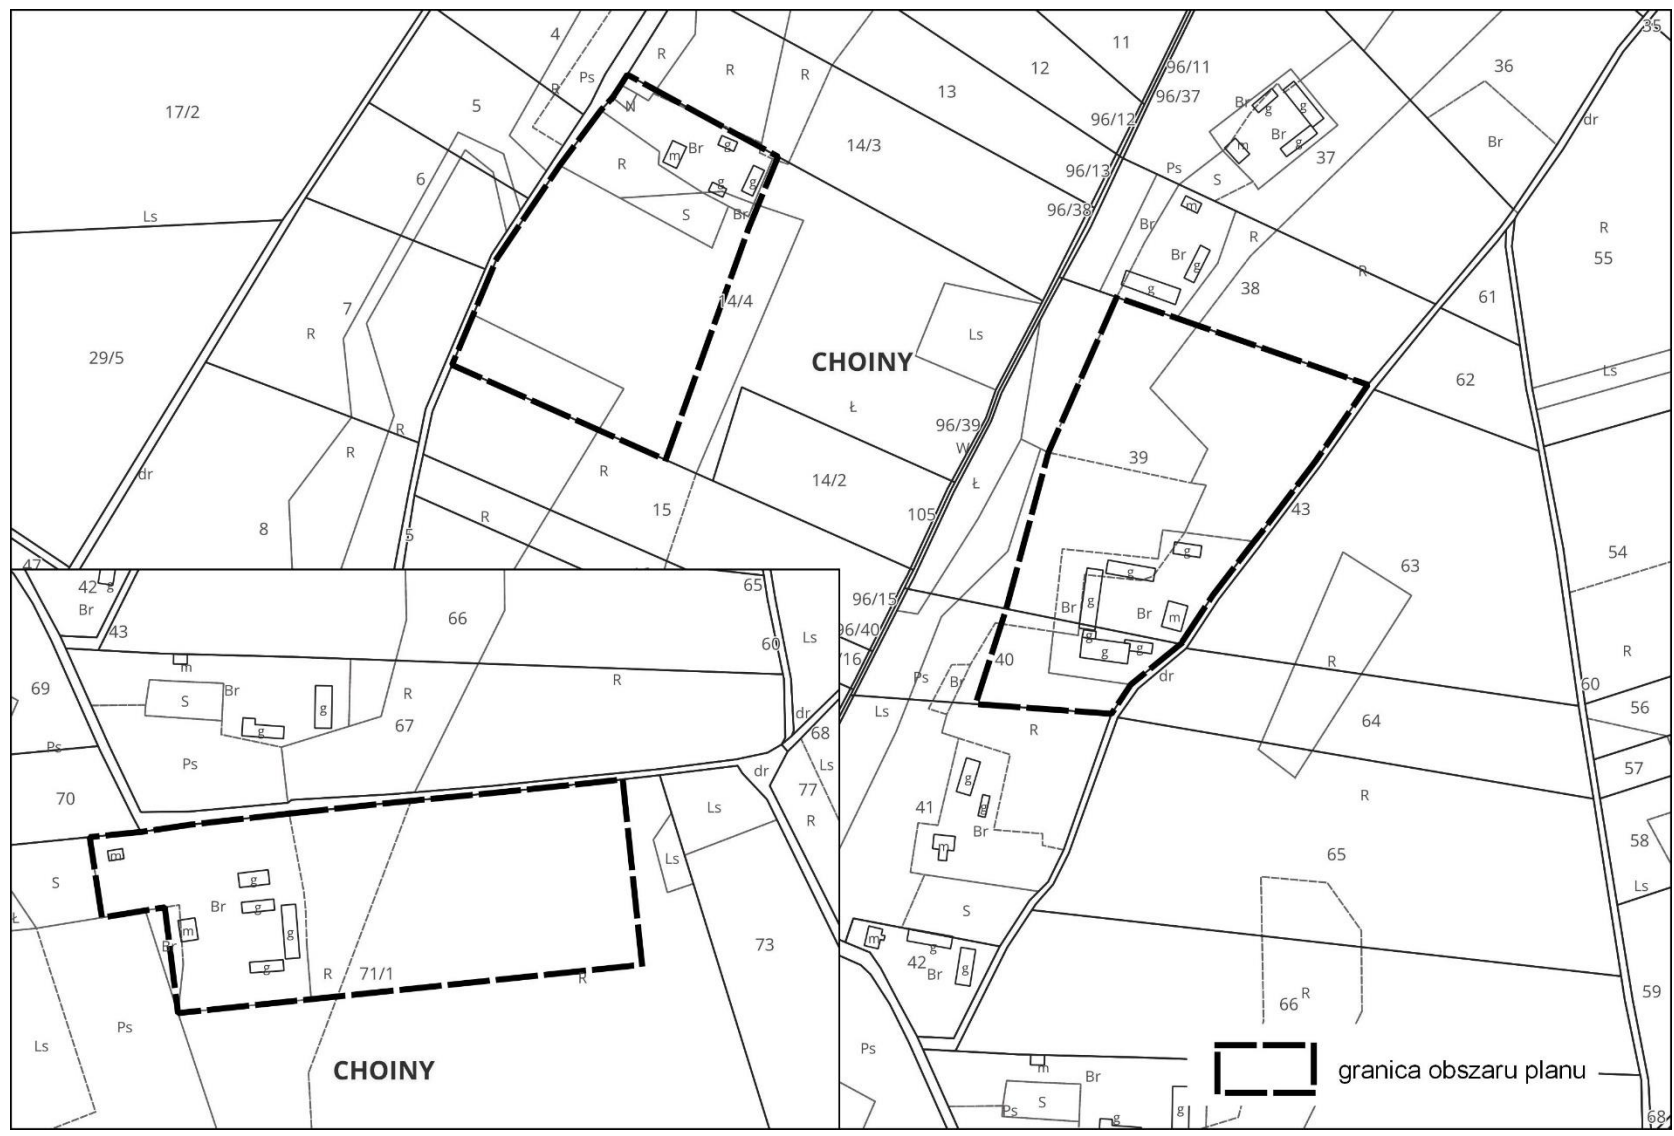 4
R
R
R
11
96/11
36
35
Ps
R
12
13
96/37
17/2
5
N
96/12
Br
g
g
dr
14/3
Br
g
Br
m
g
m
R
96/13
Ps
37
6
g
g
S
Ls
S
Br
96/38
m
Br
R
R
Br
g
R
55
7
14/4
g
38
61
R
Ls
29/5
CHOINY
Ls
62
Ł
96/39
R
W
39
R
dr
R
14/2
Ł
15
105
43
8
R
5
g
54
47
g
63
42
g
65
96/15
g
Br
Br
Br
m
43
66
60
Ls
96/40
g
g
g
R
R
m
/16
40
dr
60
69
S
Br
R
R
Ps
Br
56
g
Ls
64
g
67
dr
68
R
Ps
Ps
dr
Ls
57
70
77
g
R
Ls
R
41
g
Br
m
Ls
m
65
58
S
g
Ls
Br
g
S
Ł
m
g
73
m
g
Br
42
Br
g
g
R
71/1
R
59
66
R
Ps
Ls
Ps
CHOINY
m
Br
granica obszaru planu
S
Ps
g
g
68